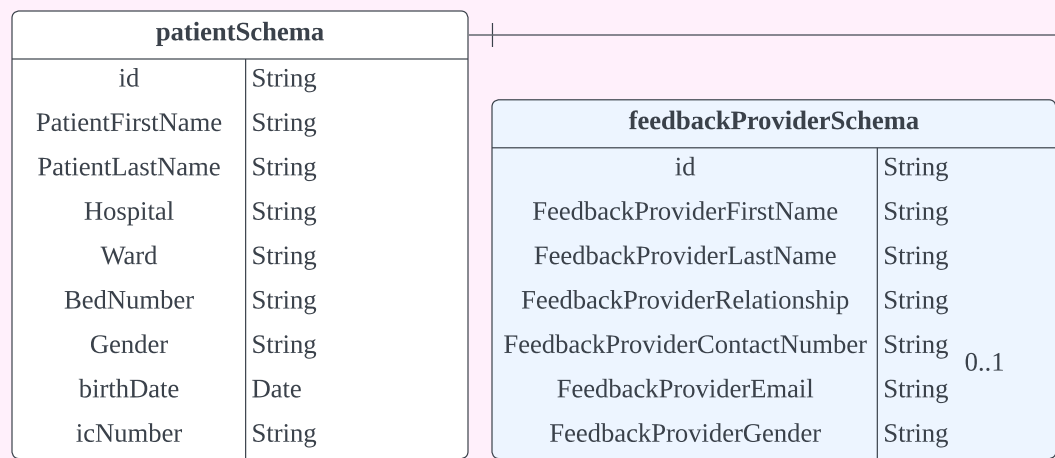 patientSchema
id String
PatientFirstName String
PatientLastName String
Hospital String
Ward String
BedNumber String
Gender String
birthDate Date
icNumber String
feedbackProviderSchema
id String
FeedbackProviderFirstName String
FeedbackProviderLastName String
FeedbackProviderRelationship String
FeedbackProviderContactNumber String
0..1
FeedbackProviderEmail String
FeedbackProviderGender String